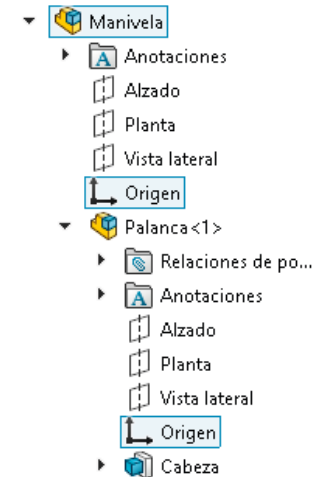 Manivela
Anotaciones
Alzado
Planta
Vista lateral
Origen
Palanca<1>
Relaciones de po...
Anotaciones
Alzado
Planta
Vista lateral
Origen
Cabeza